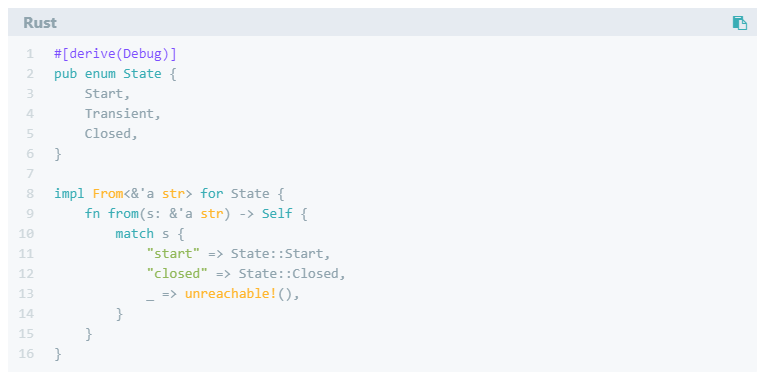 Rust
1 #[derive(Debug)]
2 pub enum State {
3     Start,
4     Transient,
5     Closed,
6 }
7
8 impl From<&'a str> for State {
9     fn from(s: &'a str) -> Self {
10         match s {
11             "start" => State::Start,
12             "closed" => State::Closed,
13             _ => unreachable!(),
14         }
15     }
16 }